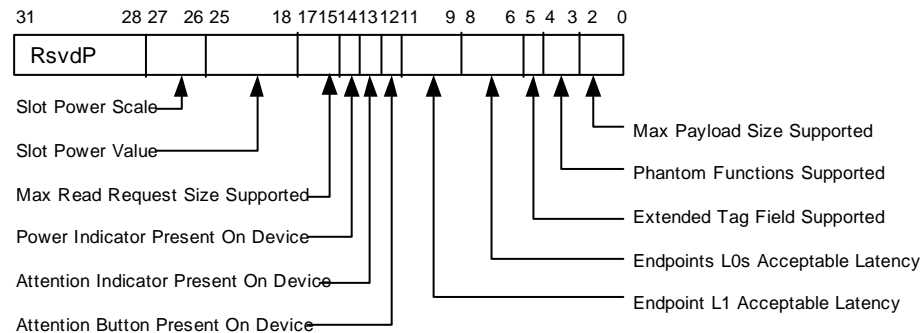 31 28 27 26 25 18 17 15 14 13 12 11 9 8 6 5 4 3 2 0
RsvdP
Slot Power Scale
Slot Power Value
Max Read Request Size Supported
Power Indicator Present On Device
Attention Indicator Present On Device
Attention Button Present On Device
Max Payload Size Supported
Phantom Functions Supported
Extended Tag Field Supported
Endpoints L0s Acceptable Latency
Endpoint L1 Acceptable Latency